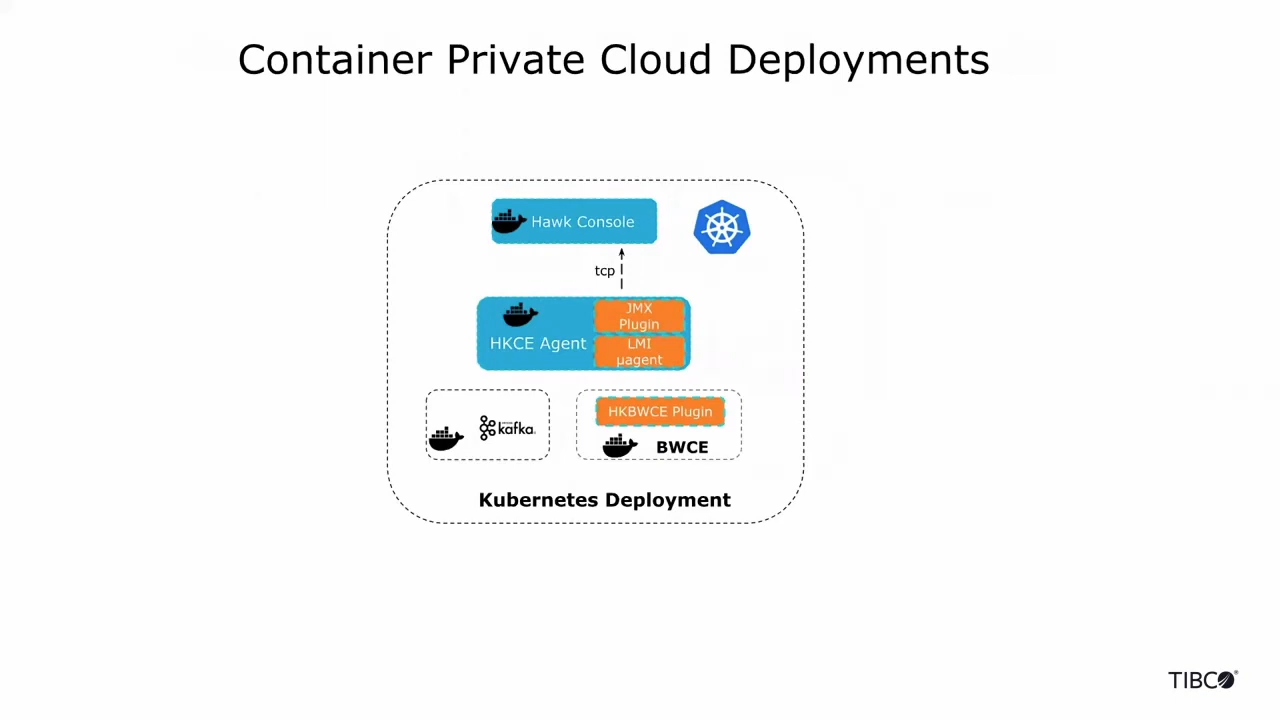 Container Private Cloud Deployments
Hawk Console
tcp
JMX
Plugin
HKCE Agent
LMI
µagent
kafka
HKBWCE Plugin
BWCE
Kubernetes Deployment
TIBCO